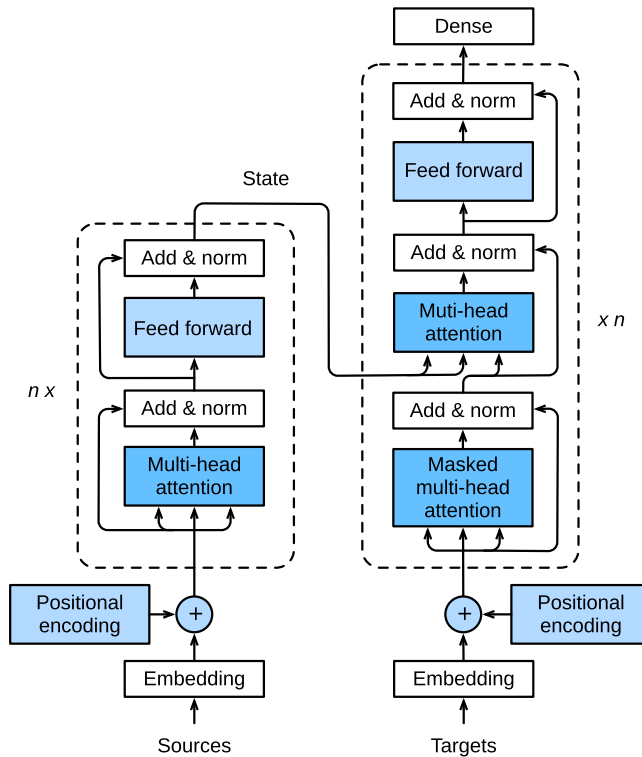 Dense
Add & norm
Feed forward
State
Add & norm
Add & norm
Muti-head
attention
Feed forward
x n
n x
Add & norm
Add & norm
Multi-head
attention
Masked
multi-head
attention
Positional
encoding
+
+
Positional
encoding
Embedding
Embedding
Sources
Targets